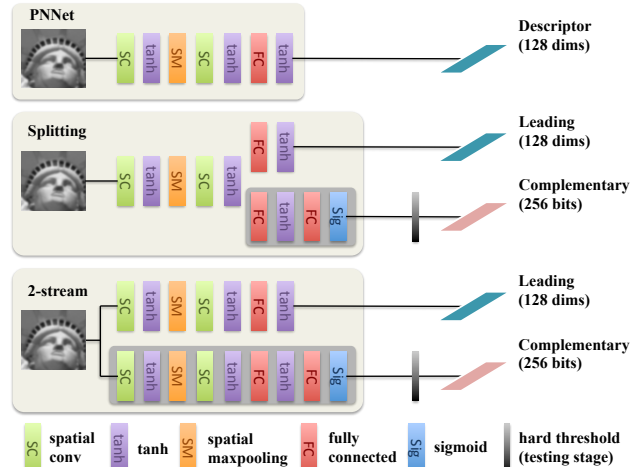 PNNet
SC tanh SM SC tanh FC tanh
Descriptor
(128 dims)
Splitting
SC tanh SM SC tanh
FC tanh
Leading
(128 dims)
FC tanh FC Sig
Complementary
(256 bits)
2-stream
SC tanh SM SC tanh FC tanh
Leading
(128 dims)
SC tanh SM SC tanh FC tanh FC Sig
Complementary
(256 bits)
SC spatial
conv
tanh tanh
SM spatial
maxpooling
FC fully
connected
Sig sigmoid
hard threshold
(testing stage)